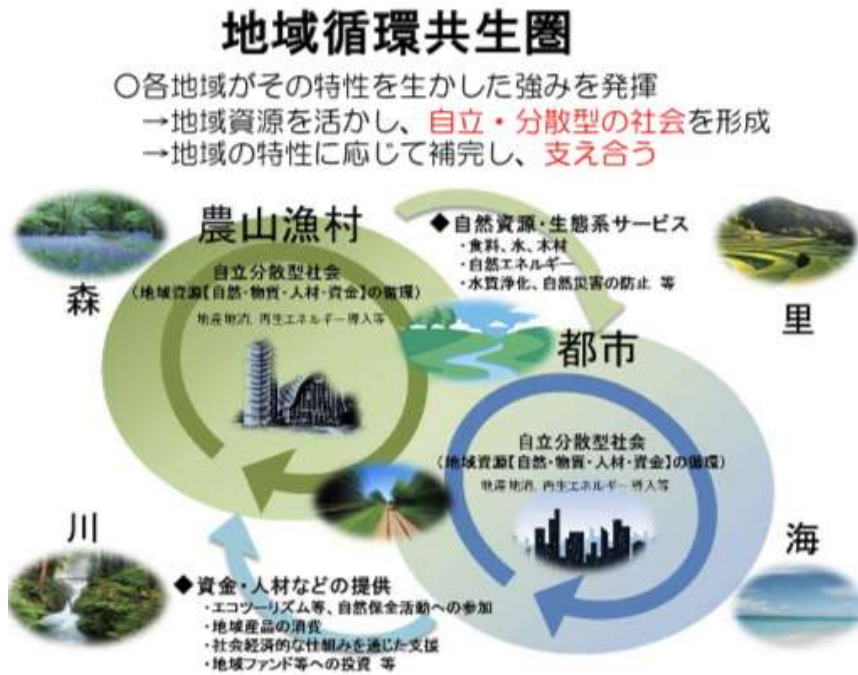 地域循環共生圏
○各地域がその特性を生かした強みを発揮
→地域資源を活かし、自立・分散型の社会を形成
→地域の特性に応じて補完し、支え合う
農山漁村
◆自然資源・生態系サービス
・食料、水、木材
・自然エネルギー
・水質浄化、自然災害の防止 等
森
自立分散型社会
(地域資源【自然・物質・人材・資金】の循環)
地産地消、再生エネルギー導入等
里
都市
自立分散型社会
(地域資源【自然・物質・人材・資金】の循環)
地産地消、再生エネルギー導入等
川
海
◆資金・人材などの提供
・エコツーリズム等、自然保全活動への参加
・地域産品の消費
・社会経済的な仕組みを通じた支援
・地域ファンド等への投資 等